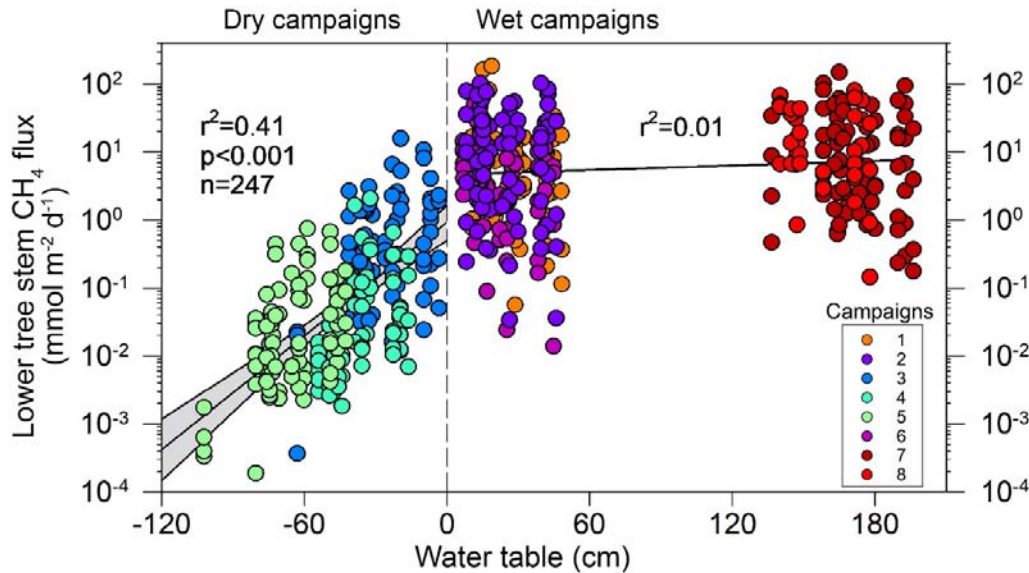 Dry campaigns
Wet campaigns
Lower tree stem CH₄ flux
(mmol m⁻² d⁻¹)
10²
10¹
10⁰
10⁻¹
10⁻²
10⁻³
10⁻⁴
r²=0.41
p<0.001
n=247
r²=0.01
10²
10¹
10⁰
10⁻¹
10⁻²
10⁻³
10⁻⁴
Campaigns
1
2
3
4
5
6
7
8
-120
-60
0
60
120
180
Water table (cm)